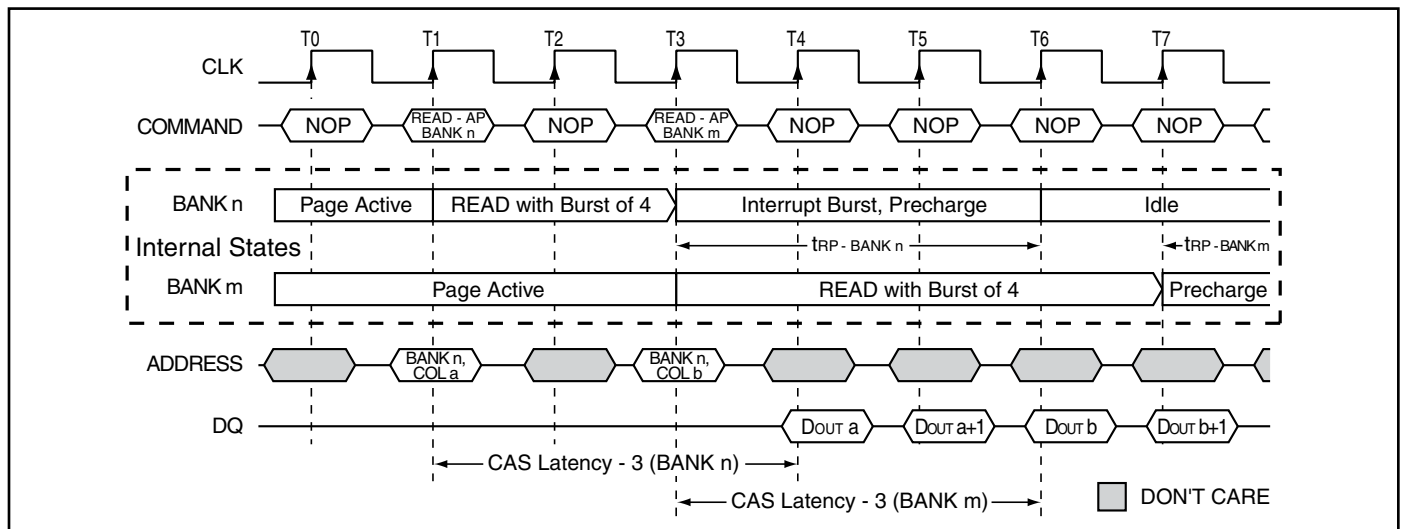 T0 T1 T2 T3 T4 T5 T6 T7
CLK
COMMAND NOP READ - AP BANK n NOP READ - AP BANK m NOP NOP NOP NOP
BANK n Page Active READ with Burst of 4 Interrupt Burst, Precharge Idle
Internal States tRP - BANK n tRP - BANK m
BANK m Page Active READ with Burst of 4 Precharge
ADDRESS BANK n, COL a BANK n, COL b
DQ DOUT a DOUT a+1 DOUT b DOUT b+1
CAS Latency - 3 (BANK n)
CAS Latency - 3 (BANK m) DON'T CARE